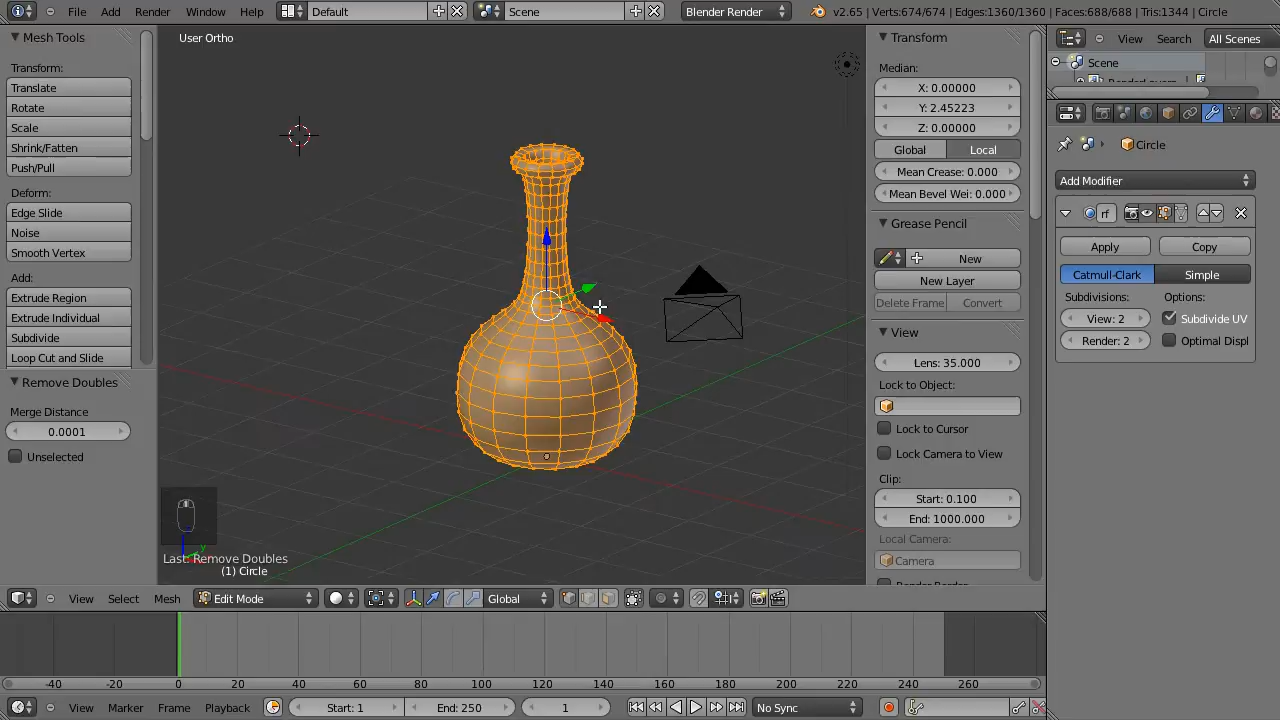 File Add Render Window Help Default Scene Blender Render v2.65 | Verts:674/674 | Edges:1360/1360 | Faces:688/688 | Tris:1344 | Circle
Mesh Tools
Transform:
Translate
Rotate
Scale
Shrink/Fatten
Push/Pull
Deform:
Edge Slide
Noise
Smooth Vertex
Add:
Extrude Region
Extrude Individual
Subdivide
Loop Cut and Slide
Remove Doubles
Merge Distance
0.0001
Unselected
User Ortho
y
Last: Remove Doubles
(1) Circle
Transform
Median:
X: 0.00000
Y: 2.45223
Z: 0.00000
Global Local
Mean Crease: 0.000
Mean Bevel Wei: 0.000
Grease Pencil
New
New Layer
Delete Frame Convert
View
Lens: 35.000
Lock to Object:
Lock to Cursor
Lock Camera to View
Clip:
Start: 0.100
End: 1000.000
Local Camera:
Camera
View Search All Scenes
Scene
Circle
Add Modifier
rf
Apply Copy
Catmull-Clark Simple
Subdivisions: Options:
View: 2 Subdivide UV
Render: 2 Optimal Displ
View Select Mesh Edit Mode Global
-40 -20 0 20 40 60 80 100 120 140 160 180 200 220 240 260
View Marker Frame Playback Start: 1 End: 250 1 No Sync